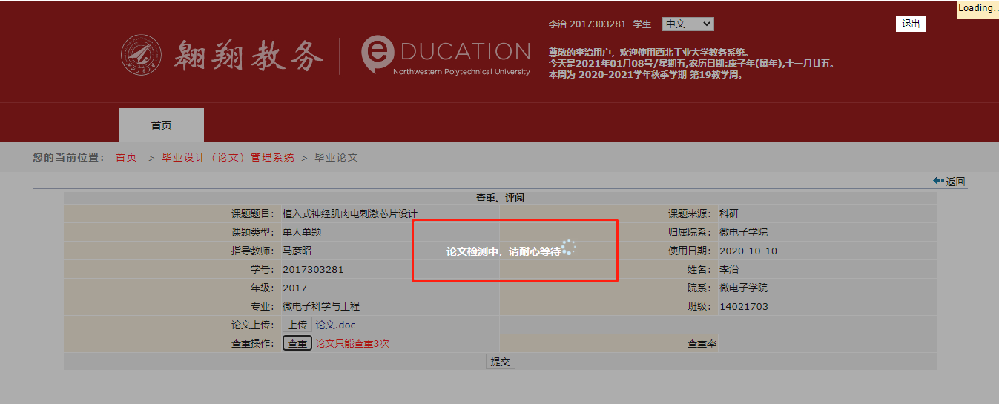 Loading..
李治 2017303281 学生 中文 退出
翱翔教务 eDUCATION
Northwestern Polytechnical University
尊敬的李治用户，欢迎使用西北工业大学教务系统。
今天是2021年01月08号/星期五,农历日期:庚子年(鼠年),十一月廿五。
本周为 2020-2021学年秋季学期 第19教学周。
首页
您的当前位置： 首页 > 毕业设计（论文）管理系统 > 毕业论文
返回
查重、评阅
课题题目： 植入式神经肌肉电刺激芯片设计 课题来源： 科研
课题类型： 单人单题 归属院系： 微电子学院
指导教师： 马彦昭 使用日期： 2020-10-10
论文检测中，请耐心等待
学号： 2017303281 姓名： 李治
年级： 2017 院系： 微电子学院
专业： 微电子科学与工程 班级： 14021703
论文上传： 上传 论文.doc
查重操作： 查重 论文只能查重3次 查重率
提交